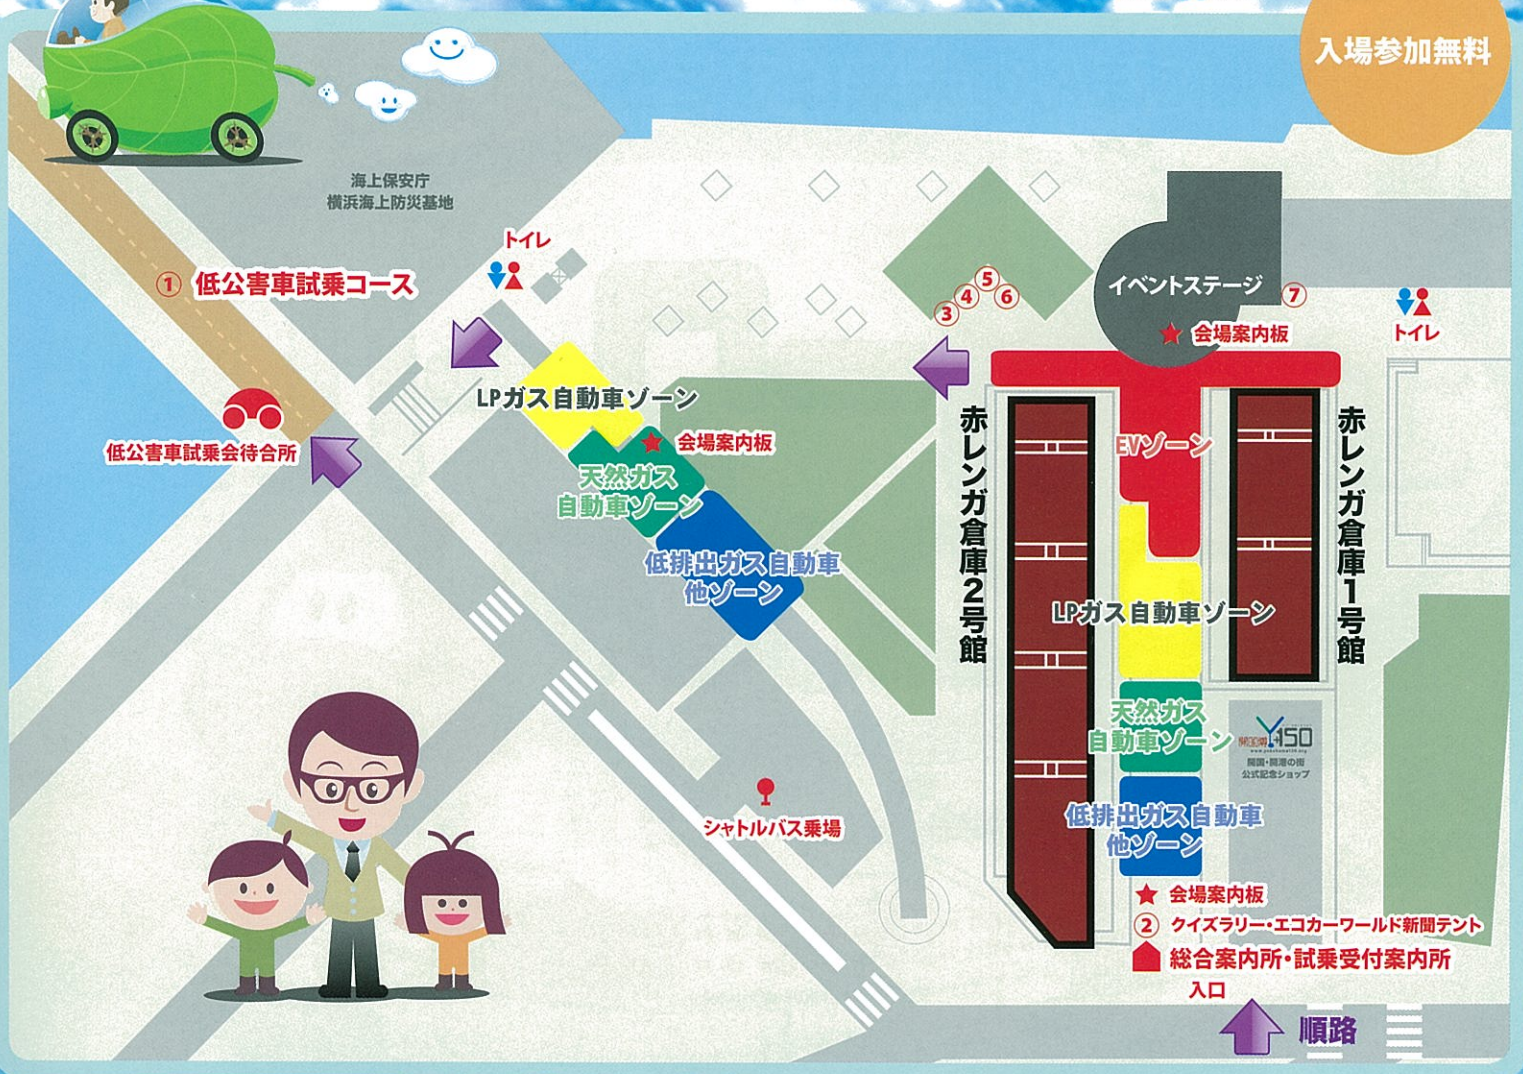 入場参加無料
海上保安庁
横浜海上防災基地
トイレ
① 低公害車試乗コース
低公害車試乗会待合所
LPガス自動車ゾーン
会場案内板
天然ガス
自動車ゾーン
低排出ガス自動車
他ゾーン
シャトルバス乗場
③
④
⑤
⑥
イベントステージ
⑦
会場案内板
トイレ
赤レンガ倉庫2号館
EVゾーン
赤レンガ倉庫1号館
LPガス自動車ゾーン
天然ガス
自動車ゾーン
開国博Y+150
開国・開港の街
公式記念ショップ
低排出ガス自動車
他ゾーン
会場案内板
② クイズラリー・エコカーワールド新聞テント
総合案内所・試乗受付案内所
入口
順路